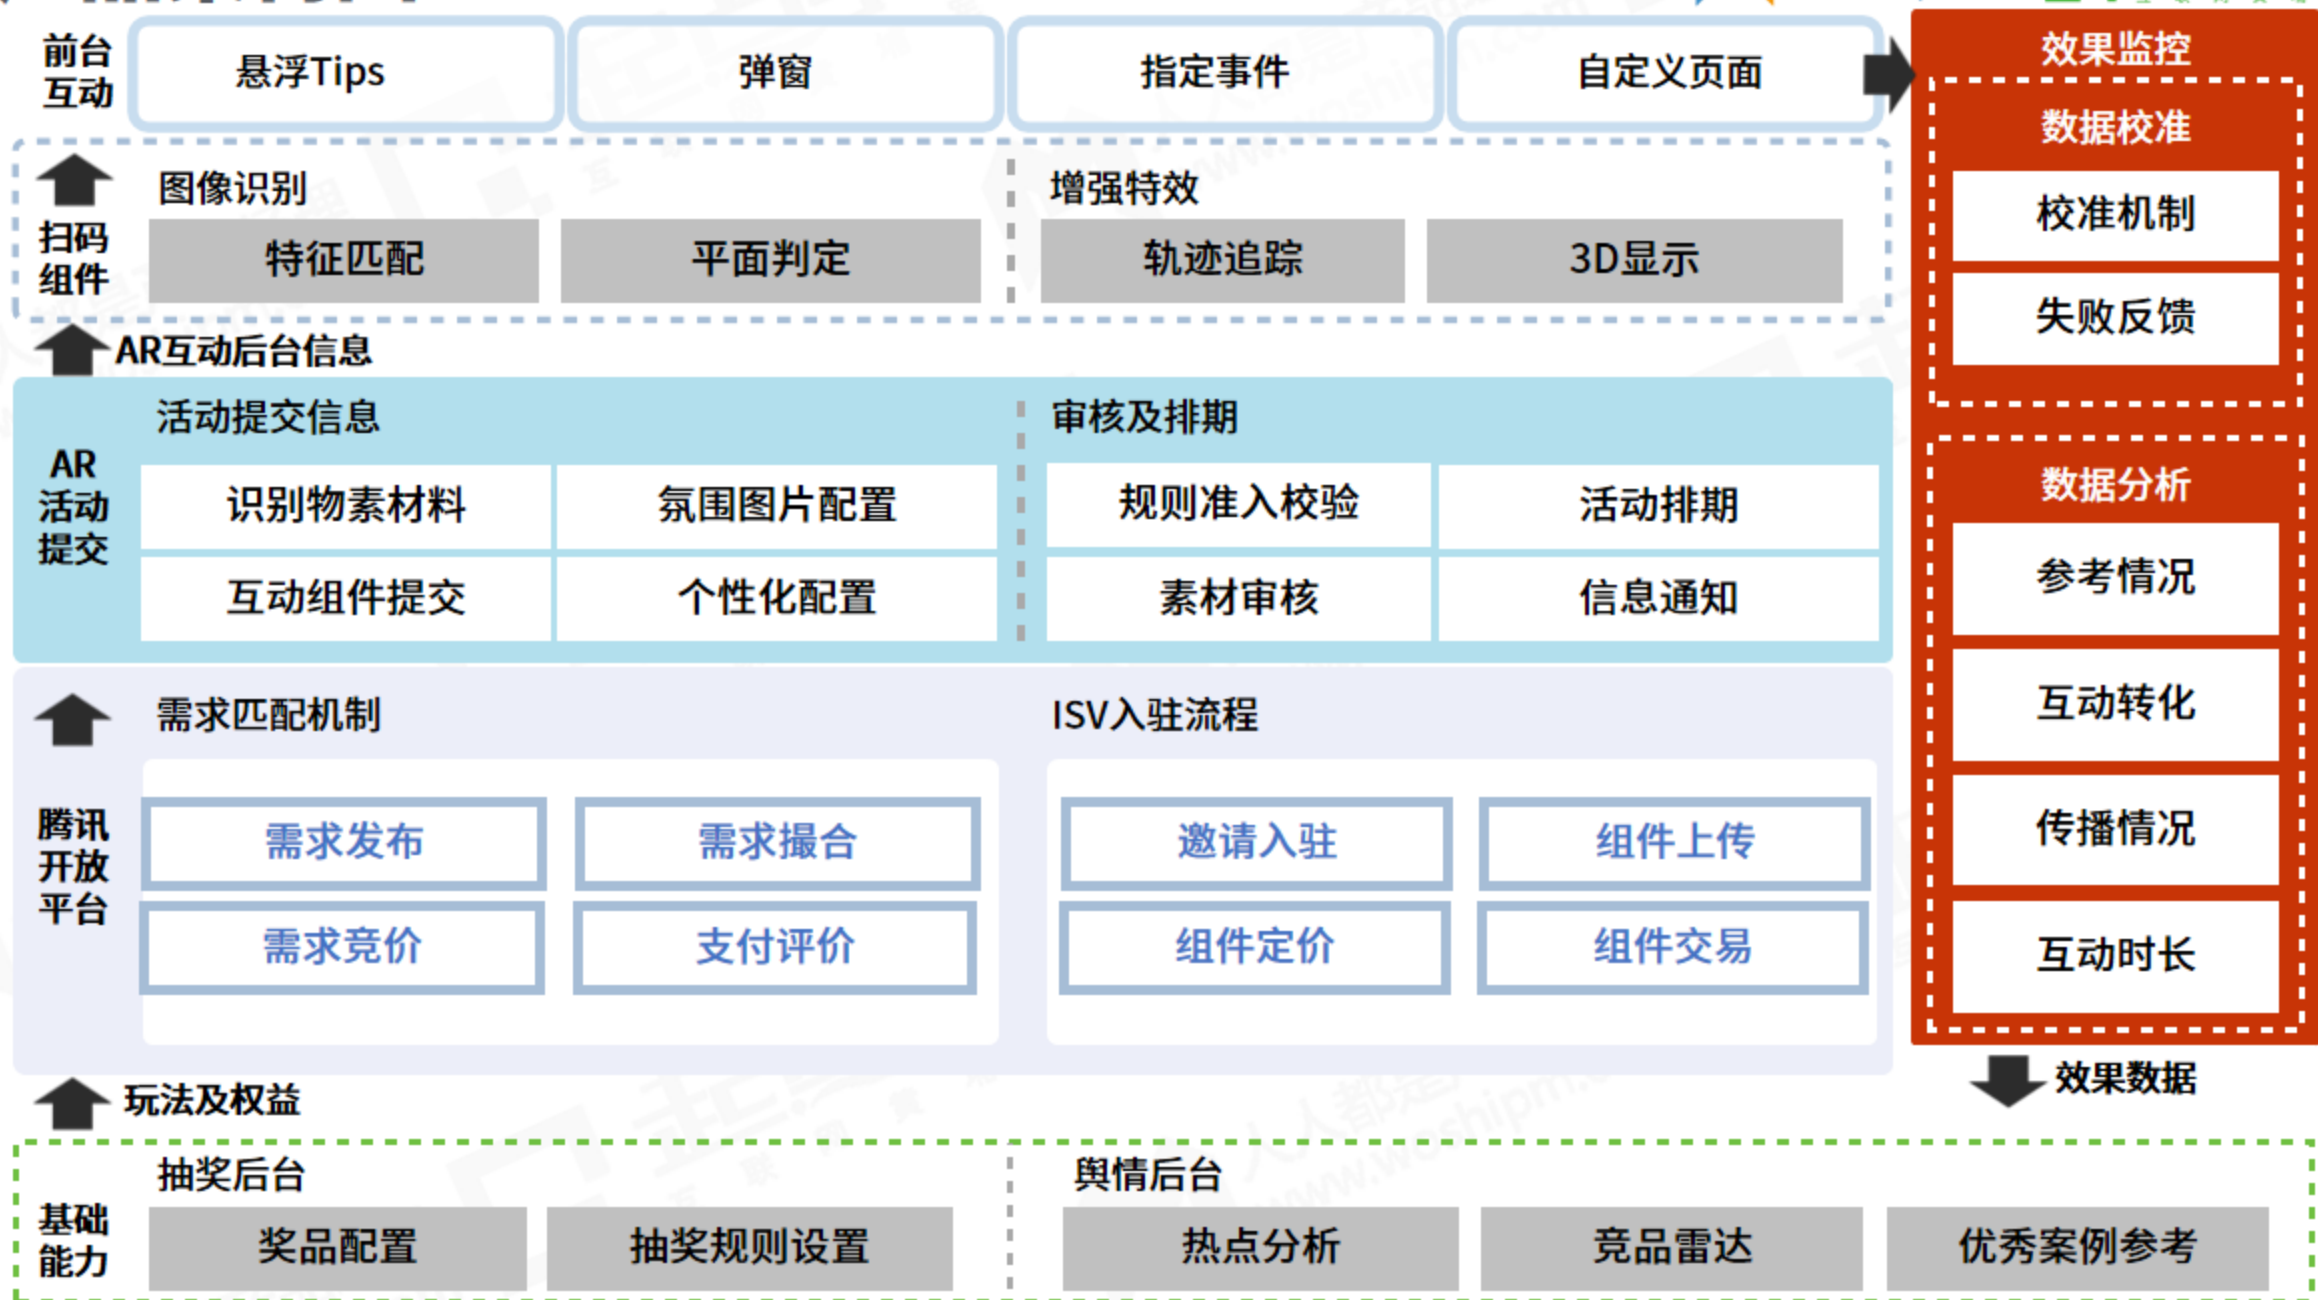 前台
互动
悬浮Tips
弹窗
指定事件
自定义页面
扫码
组件
图像识别
特征匹配
平面判定
增强特效
轨迹追踪
3D显示
AR互动后台信息
AR
活动
提交
活动提交信息
识别物素材料
氛围图片配置
互动组件提交
个性化配置
审核及排期
规则准入校验
活动排期
素材审核
信息通知
腾讯
开放
平台
需求匹配机制
需求发布
需求撮合
需求竞价
支付评价
ISV入驻流程
邀请入驻
组件上传
组件定价
组件交易
玩法及权益
基础
能力
抽奖后台
奖品配置
抽奖规则设置
舆情后台
热点分析
竞品雷达
优秀案例参考
效果监控
数据校准
校准机制
失败反馈
数据分析
参考情况
互动转化
传播情况
互动时长
效果数据